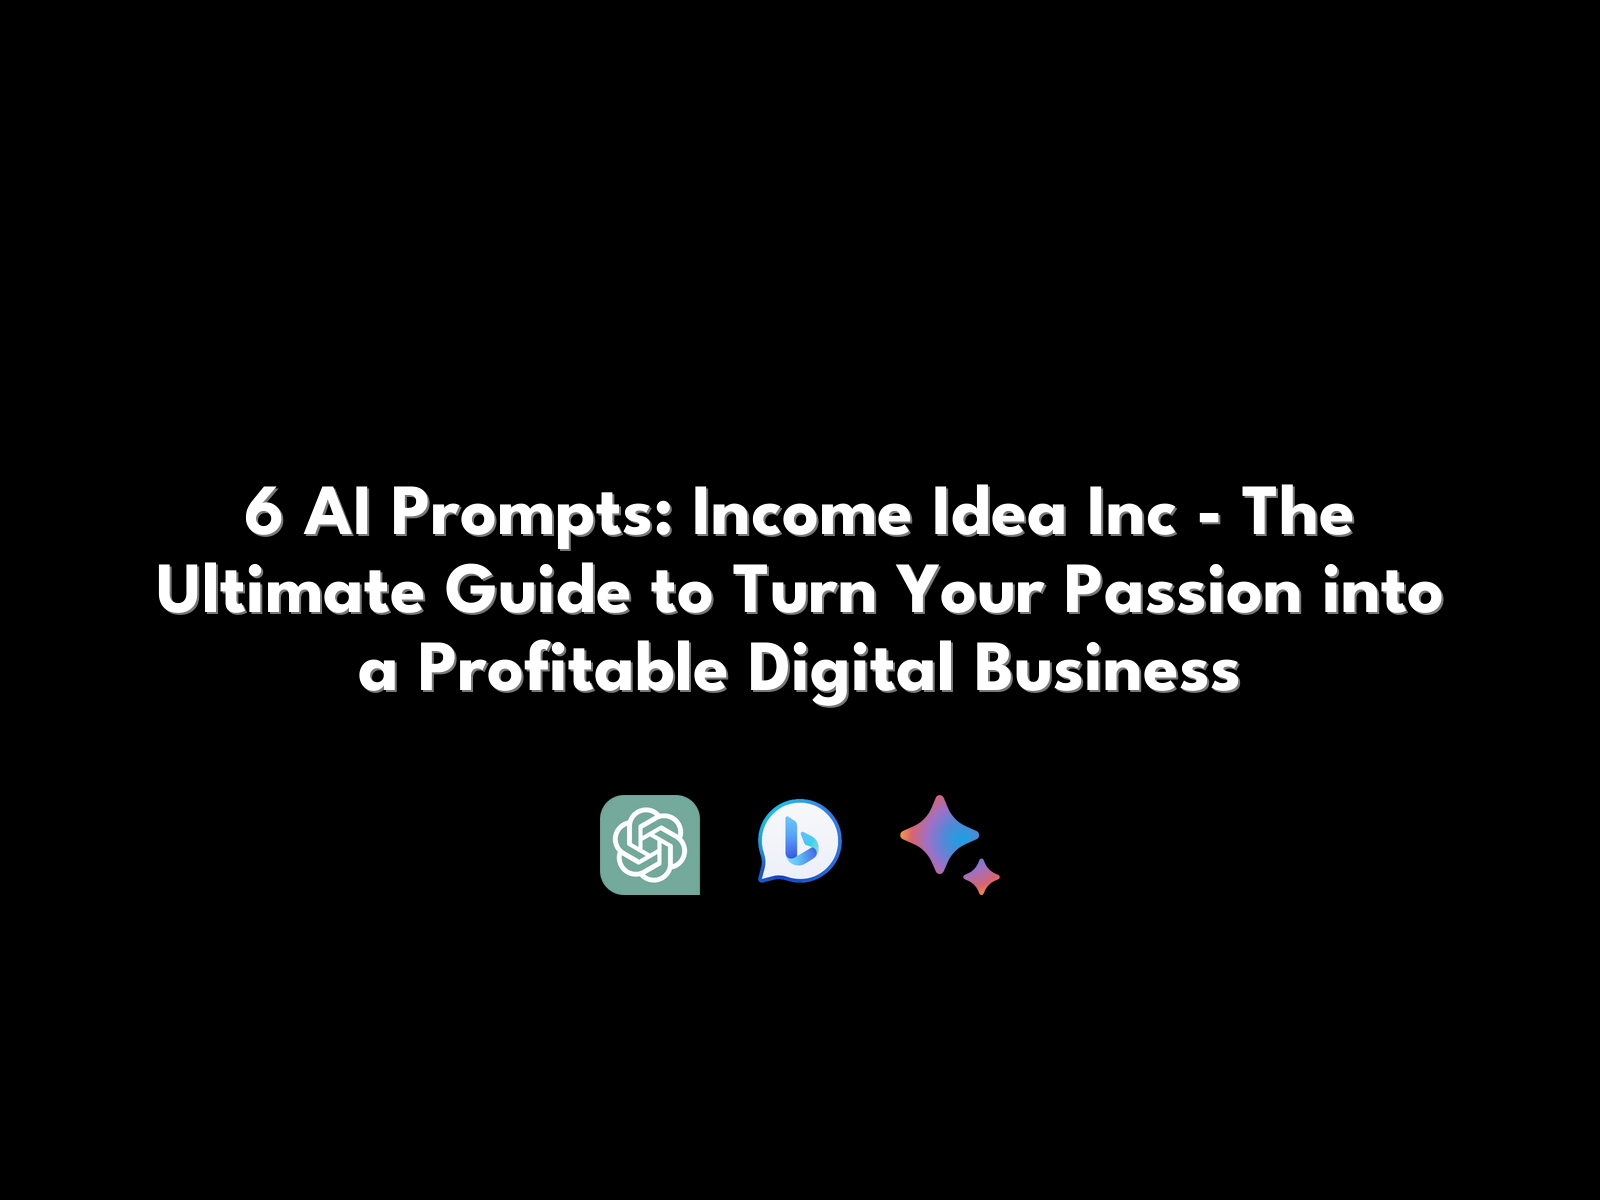 6 AI Prompts: Income Idea Inc - The
Ultimate Guide to Turn Your Passion into
a Profitable Digital Business